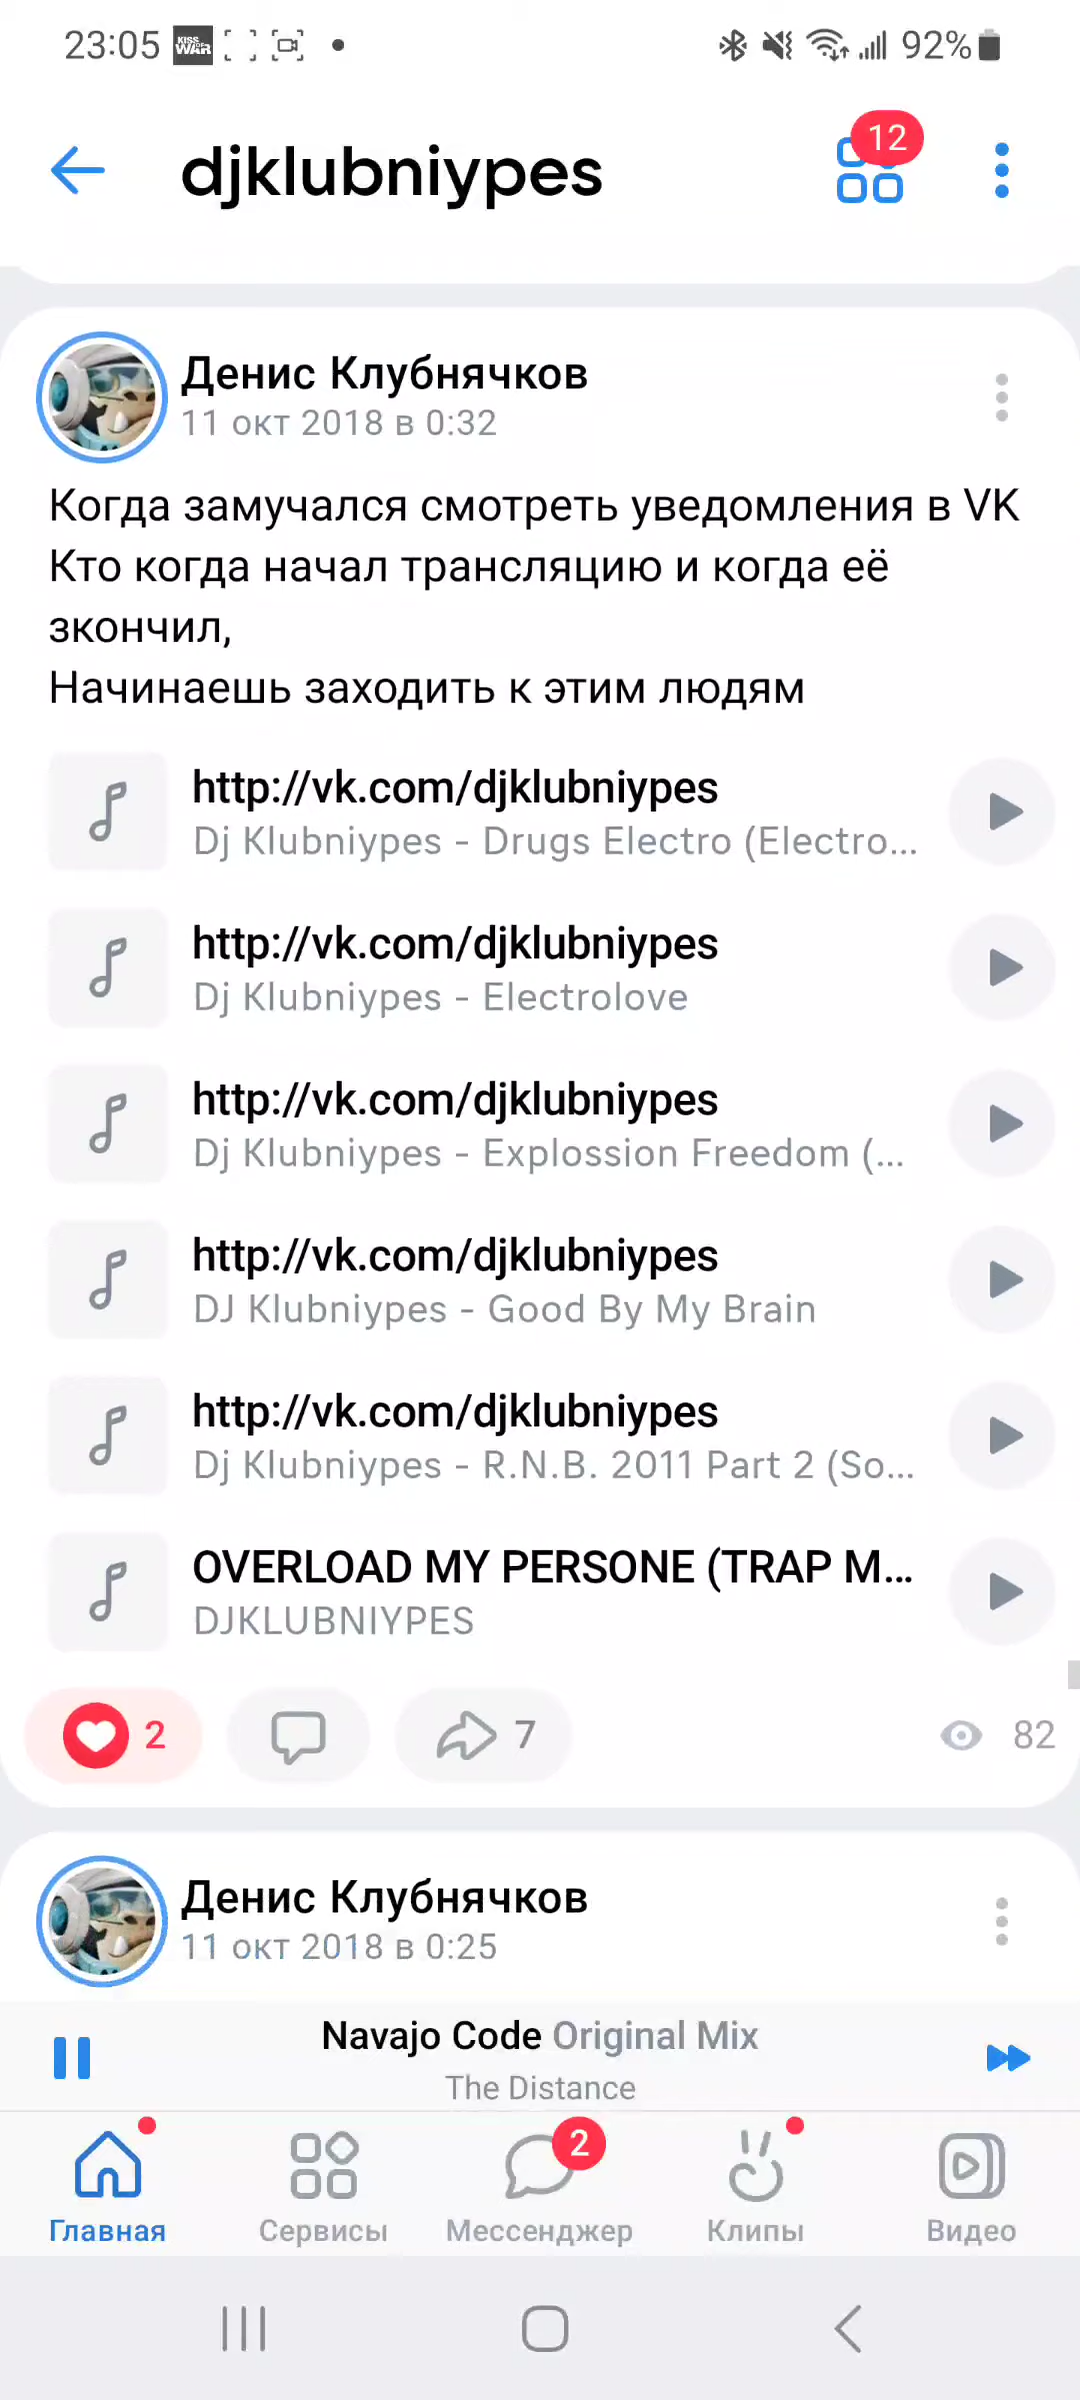 23:05
KISS OF WAR
92%
djklubniypes
12
Денис Клубнячков
11 окт 2018 в 0:32
Когда замучался смотреть уведомления в VK
Кто когда начал трансляцию и когда её
зкончил,
Начинаешь заходить к этим людям
http://vk.com/djklubniypes
Dj Klubniypes - Drugs Electro (Electro...
http://vk.com/djklubniypes
Dj Klubniypes - Electrolove
http://vk.com/djklubniypes
Dj Klubniypes - Explossion Freedom (...
http://vk.com/djklubniypes
DJ Klubniypes - Good By My Brain
http://vk.com/djklubniypes
Dj Klubniypes - R.N.B. 2011 Part 2 (So...
OVERLOAD MY PERSONE (TRAP M...
DJKLUBNIYPES
2
7
82
Денис Клубнячков
11 окт 2018 в 0:25
Navajo Code Original Mix
The Distance
2
Главная
Сервисы
Мессенджер
Клипы
Видео